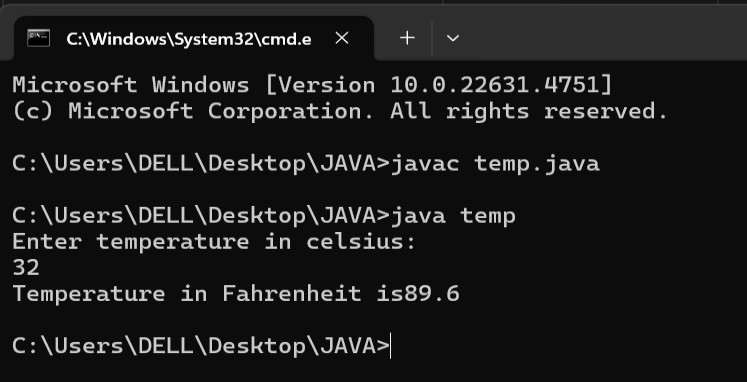 C:\Windows\System32\cmd.e
Microsoft Windows [Version 10.0.22631.4751]
(c) Microsoft Corporation. All rights reserved.
C:\Users\DELL\Desktop\JAVA>javac temp.java
C:\Users\DELL\Desktop\JAVA>java temp
Enter temperature in celsius:
32
Temperature in Fahrenheit is89.6
C:\Users\DELL\Desktop\JAVA>